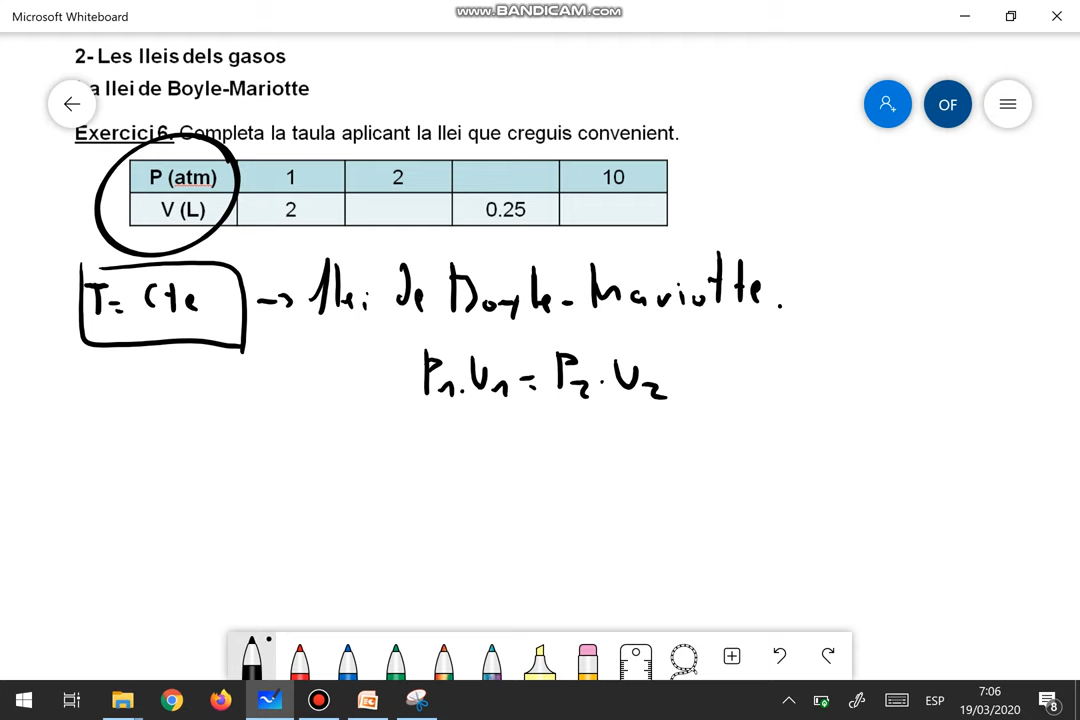 www.BANDICAM.com
Microsoft Whiteboard
2- Les lleis dels gasos
a llei de Boyle-Mariotte
OF
Exercici 6. Completa la taula aplicant la llei que creguis convenient.
P (atm) 1 2 10
V (L) 2 0.25
T = Cte → llei de Boyle-Mariotte.
P1 . V1 = P2 . V2
ESP
7:06
19/03/2020
8